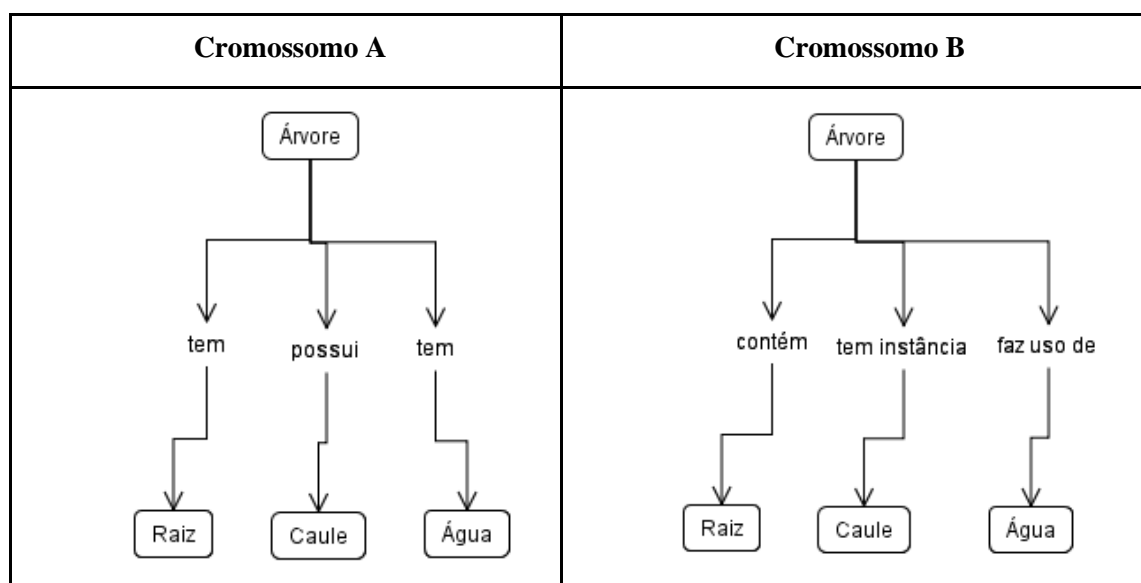 Cromossomo A
Cromossomo B
Árvore
tem
possui
tem
Raiz
Caule
Água
Árvore
contém
tem instância
faz uso de
Raiz
Caule
Água